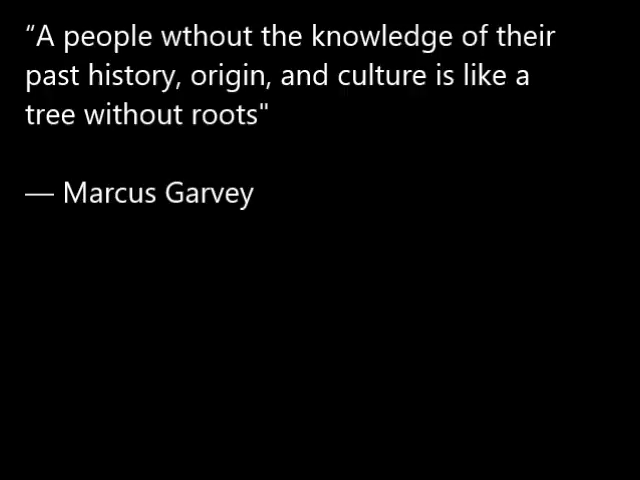 “A people wthout the knowledge of their
past history, origin, and culture is like a
tree without roots"
— Marcus Garvey